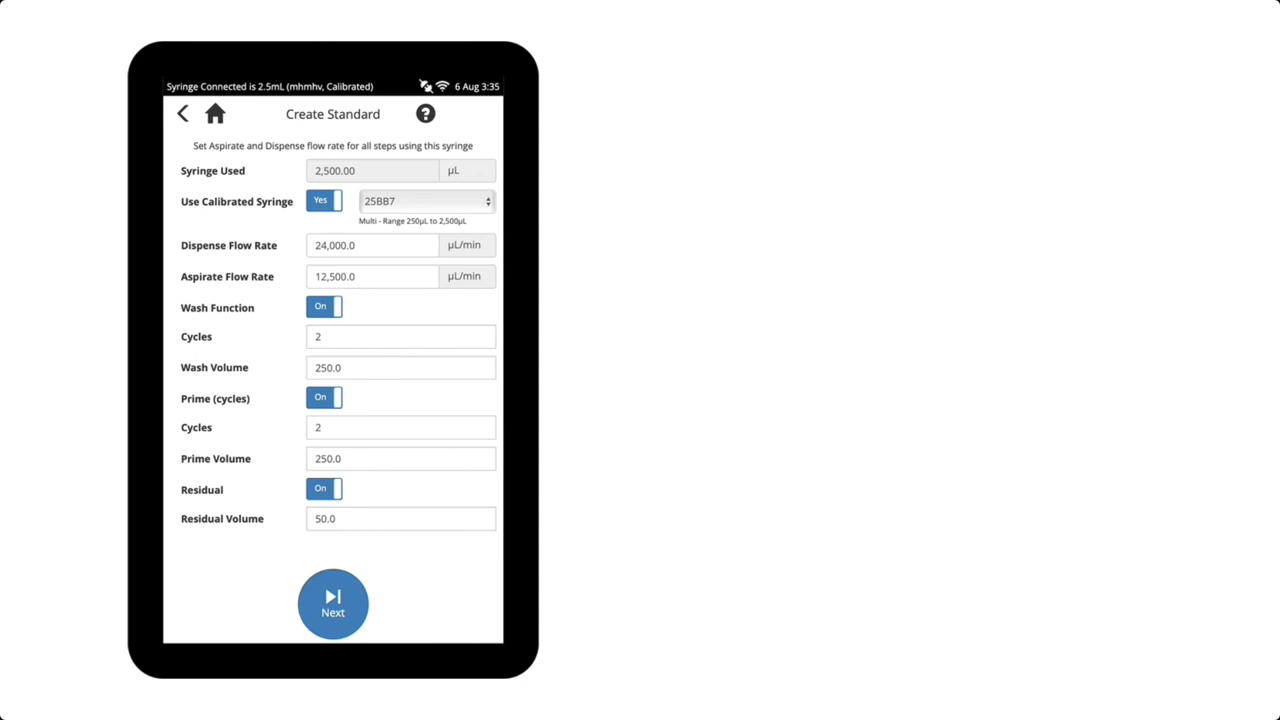 Syringe Connected is 2.5mL (mhmhv, Calibrated) 6 Aug 3:35
Create Standard ?
Set Aspirate and Dispense flow rate for all steps using this syringe
Syringe Used 2,500.00 µL
Use Calibrated Syringe Yes 25BB7
Multi - Range 250µL to 2,500µL
Dispense Flow Rate 24,000.0 µL/min
Aspirate Flow Rate 12,500.0 µL/min
Wash Function On
Cycles 2
Wash Volume 250.0
Prime (cycles) On
Cycles 2
Prime Volume 250.0
Residual On
Residual Volume 50.0
Next